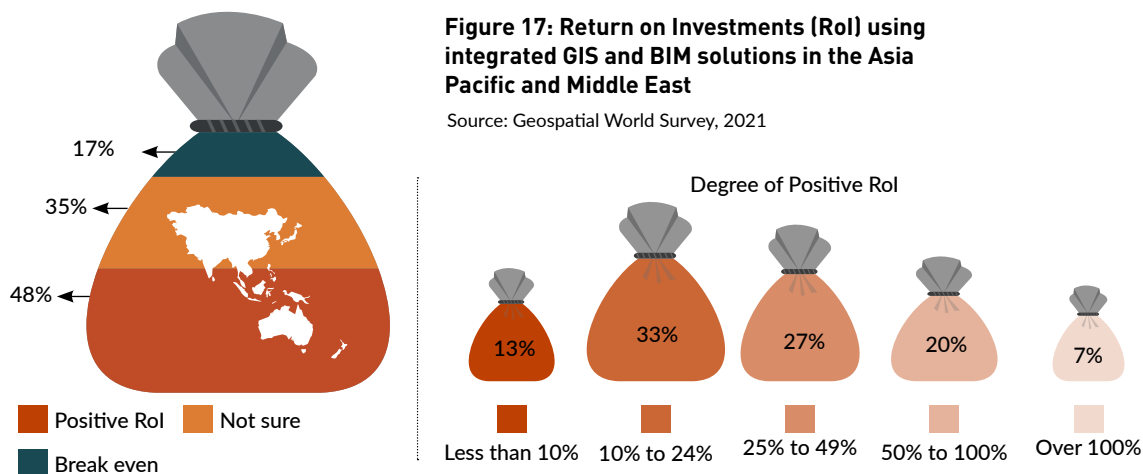 Figure 17: Return on Investments (RoI) using
integrated GIS and BIM solutions in the Asia
Pacific and Middle East
Source: Geospatial World Survey, 2021
17%
35%
48%
Positive RoI
Not sure
Break even
Degree of Positive RoI
13%
33%
27%
20%
7%
Less than 10%
10% to 24%
25% to 49%
50% to 100%
Over 100%